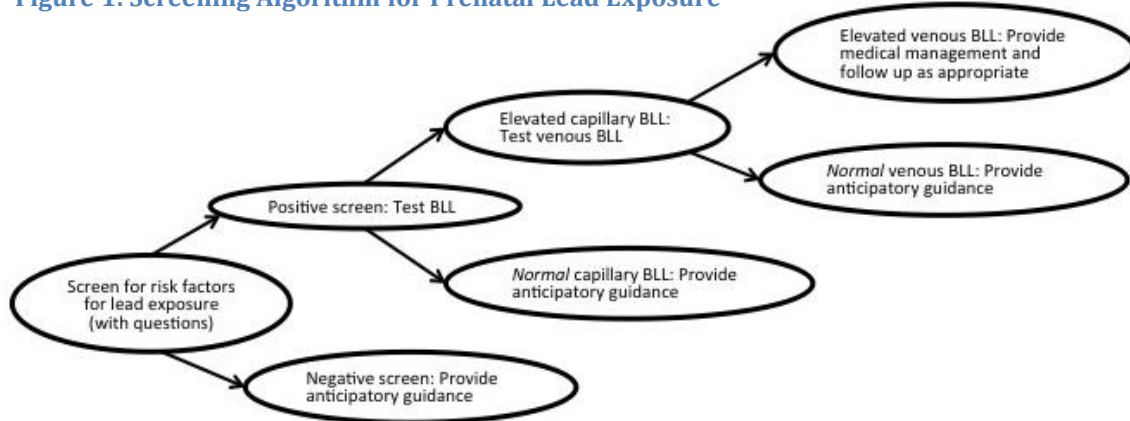 Figure 1: Screening Algorithm for Prenatal Lead Exposure
Elevated venous BLL: Provide
medical management and
follow up as appropriate
Elevated capillary BLL:
Test venous BLL
Normal venous BLL: Provide
anticipatory guidance
Positive screen: Test BLL
Normal capillary BLL: Provide
anticipatory guidance
Screen for risk factors
for lead exposure
(with questions)
Negative screen: Provide
anticipatory guidance